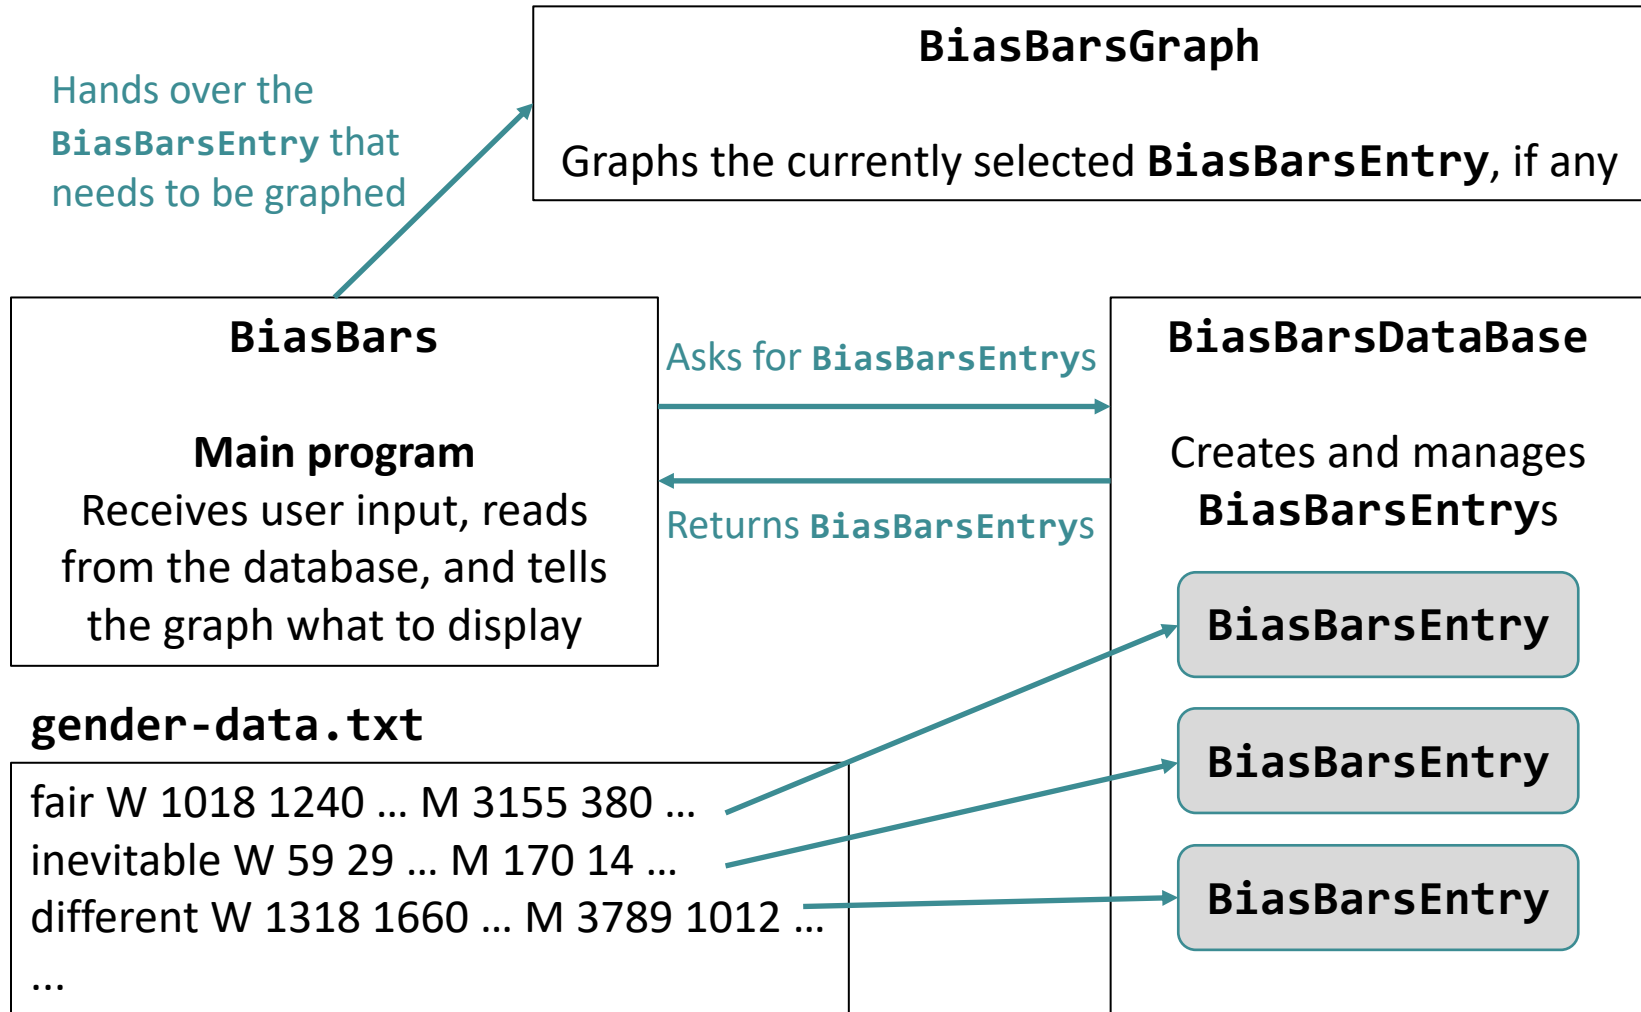 BiasBarsGraph
Graphs the currently selected BiasBarsEntry, if any
Hands over the
BiasBarsEntry that
needs to be graphed
BiasBars
Main program
Receives user input, reads
from the database, and tells
the graph what to display
Asks for BiasBarsEntrys
Returns BiasBarsEntrys
BiasBarsDataBase
Creates and manages
BiasBarsEntrys
BiasBarsEntry
BiasBarsEntry
BiasBarsEntry
gender-data.txt
fair W 1018 1240 … M 3155 380 …
inevitable W 59 29 … M 170 14 …
different W 1318 1660 … M 3789 1012 …
...